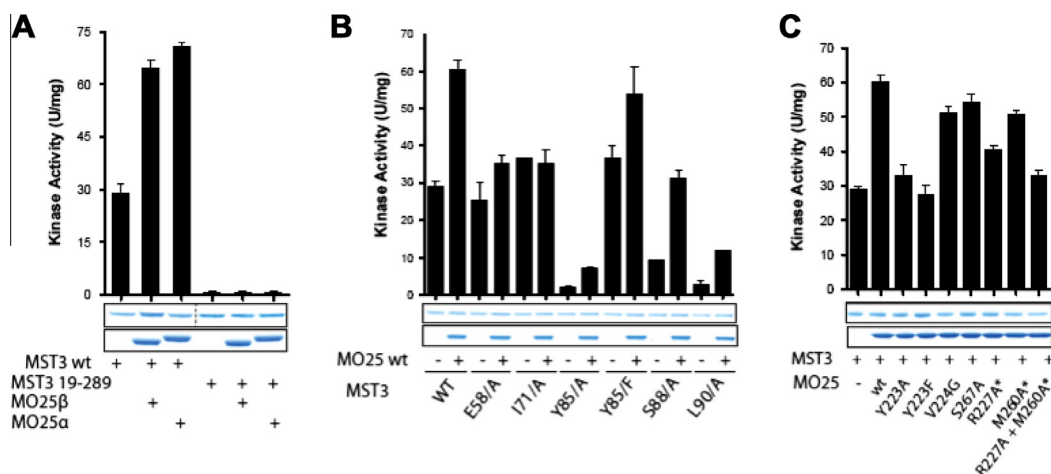 A
Kinase Activity (U/mg)
75
60
45
30
15
0
MST3 wt + + +
MST3 19-289 + + +
MO25β + +
MO25α + +
B
Kinase Activity (U/mg)
70
60
50
40
30
20
10
0
MO25 wt - + - + - + - + - + - + - +
MST3 WT E58/A I71/A Y85/A Y85/F S88/A L90/A
C
Kinase Activity (U/mg)
70
60
50
40
30
20
10
0
MST3 + + + + + + + + +
MO25 - wt Y223A Y223F V224G S267A R227A* M260A* R227A + M260A*